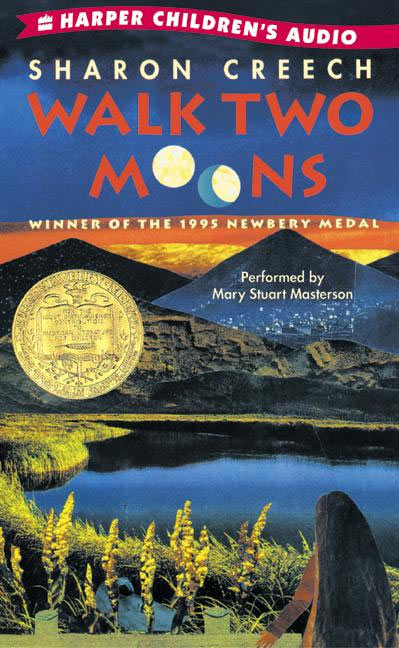 HARPER CHILDREN'S AUDIO
SHARON CREECH
WALK TWO
MOONS
WINNER OF THE 1995 NEWBERY MEDAL
Performed by
Mary Stuart Masterson